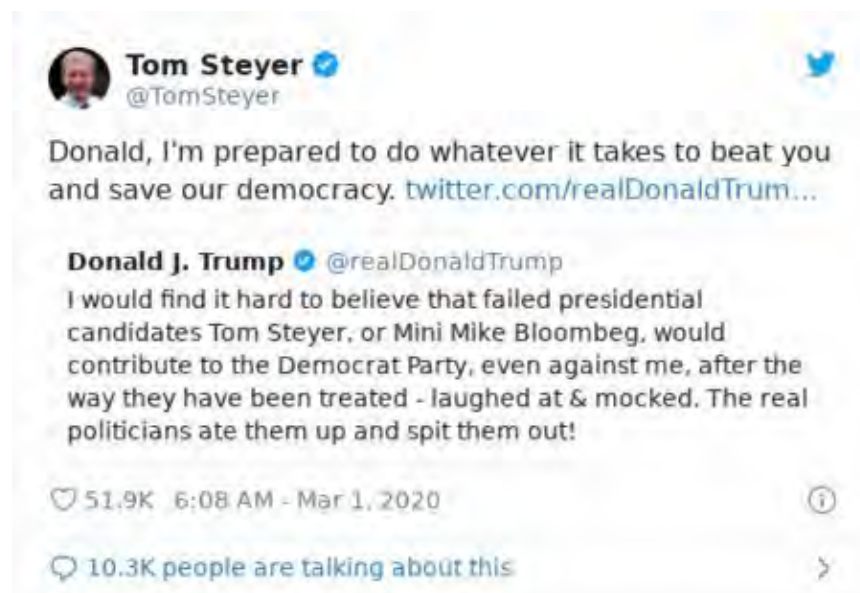 Tom Steyer
@TomSteyer
Donald, I'm prepared to do whatever it takes to beat you
and save our democracy. twitter.com/realDonaldTrum...
Donald J. Trump @realDonaldTrump
I would find it hard to believe that failed presidential
candidates Tom Steyer, or Mini Mike Bloombeg, would
contribute to the Democrat Party, even against me, after the
way they have been treated - laughed at & mocked. The real
politicians ate them up and spit them out!
51.9K 6:08 AM - Mar 1, 2020
10.3K people are talking about this